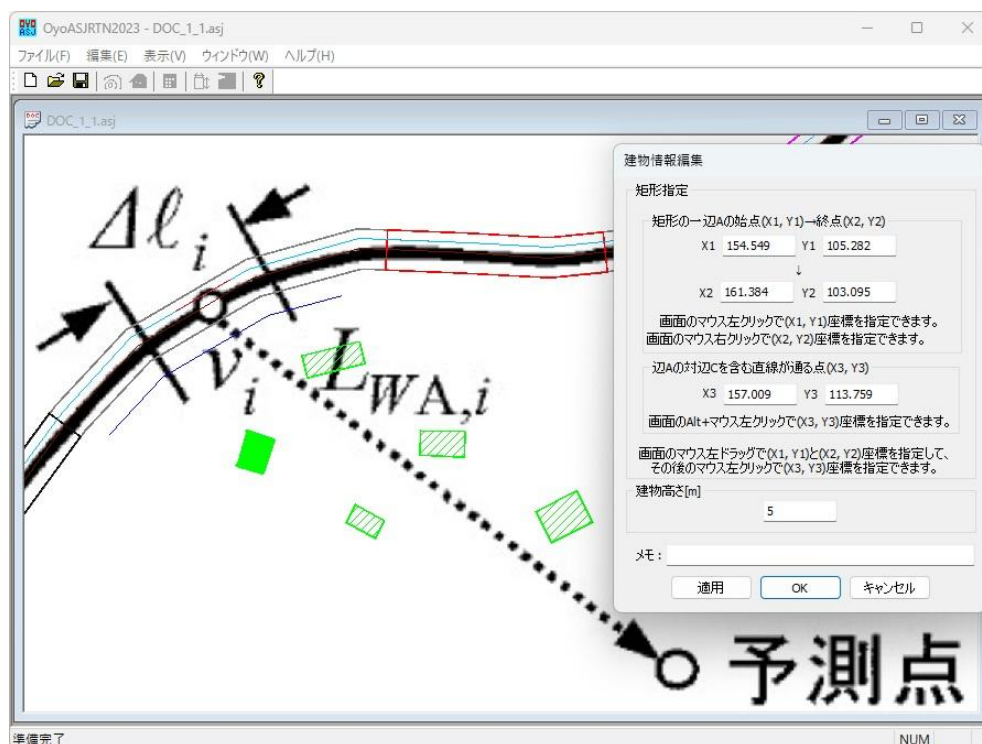 OYO
ASJ
OyoASJRTN2023 - DOC_1_1.asj
ファイル(F) 編集(E) 表示(V) ウィンドウ(W) ヘルプ(H)
?
DOC
DOC_1_1.asj
Δℓi
νi
LWA,i
予測点
建物情報編集
矩形指定
矩形の一辺Aの始点(X1, Y1)→終点(X2, Y2)
X1 154.549 Y1 105.282
↓
X2 161.384 Y2 103.095
画面のマウス左クリックで(X1, Y1)座標を指定できます。
画面のマウス右クリックで(X2, Y2)座標を指定できます。
辺Aの対辺Cを含む直線が通る点(X3, Y3)
X3 157.009 Y3 113.759
画面のAlt+マウス左クリックで(X3, Y3)座標を指定できます。
画面のマウス左ドラッグで(X1, Y1)と(X2, Y2)座標を指定して、
その後のマウス左クリックで(X3, Y3)座標を指定できます。
建物高さ[m]
5
メモ：
適用 OK キャンセル
準備完了 NUM